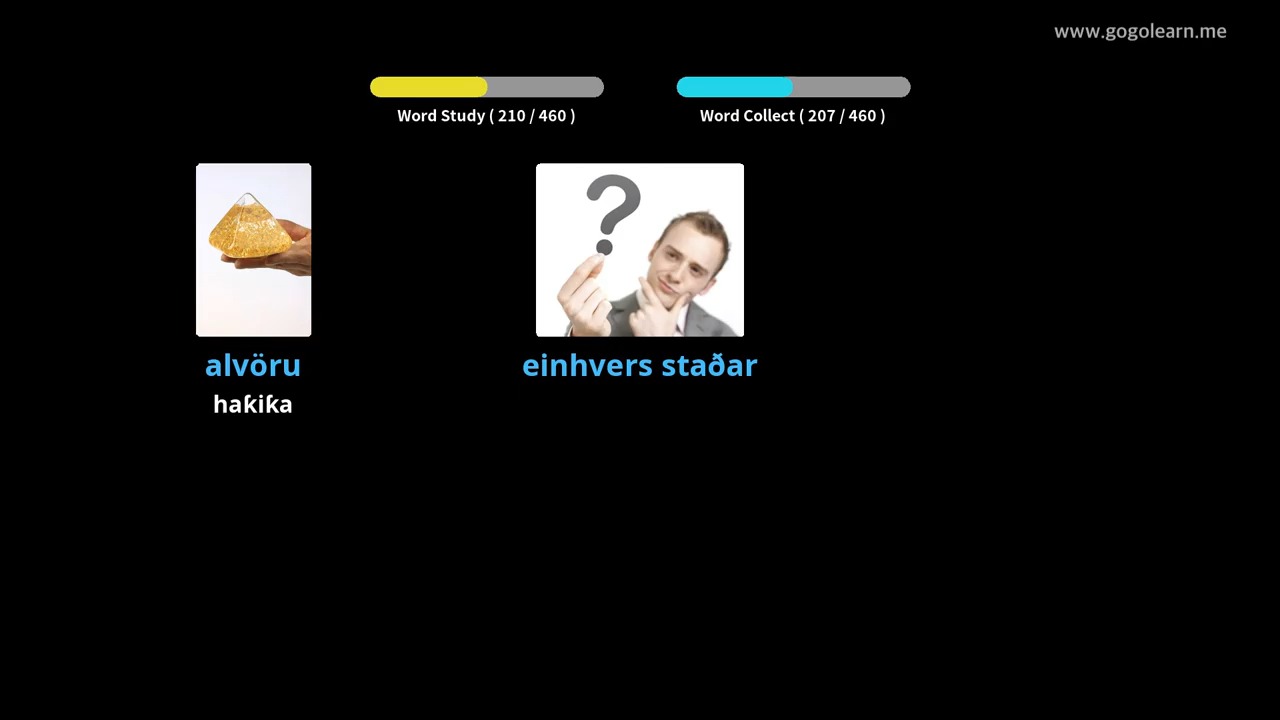 www.gogolearn.me
Word Study ( 210 / 460 )
Word Collect ( 207 / 460 )
?
alvöru
einhvers staðar
haƙiƙa